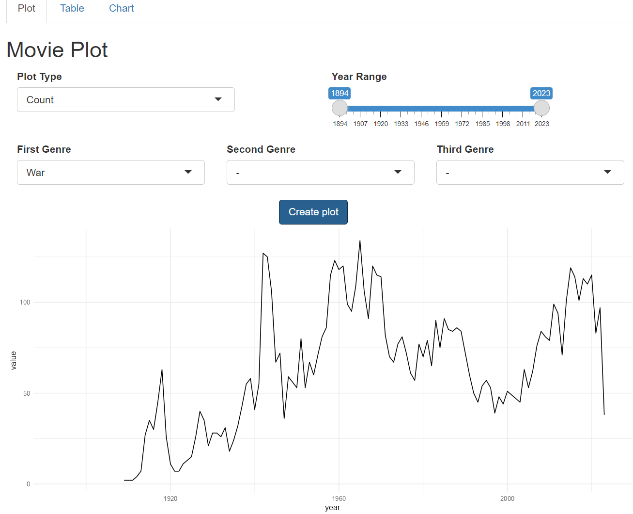 Plot Table Chart
Movie Plot
Plot Type Year Range
1894 2023
Count
1894 1907 1920 1933 1946 1959 1972 1985 1998 2011 2023
First Genre Second Genre Third Genre
War - -
Create plot
100
value
50
0
1920 1960 2000
year